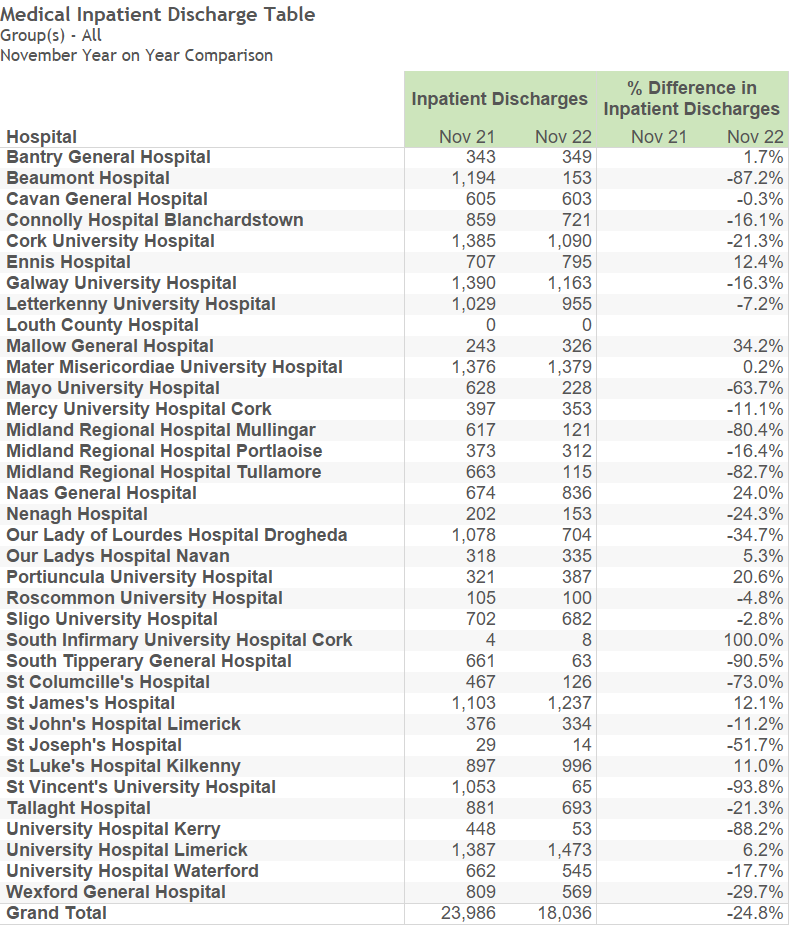 Medical Inpatient Discharge Table
Group(s) - All
November Year on Year Comparison
Inpatient Discharges % Difference in Inpatient Discharges
Hospital Nov 21 Nov 22 Nov 21 Nov 22
Bantry General Hospital 343 349 1.7%
Beaumont Hospital 1,194 153 -87.2%
Cavan General Hospital 605 603 -0.3%
Connolly Hospital Blanchardstown 859 721 -16.1%
Cork University Hospital 1,385 1,090 -21.3%
Ennis Hospital 707 795 12.4%
Galway University Hospital 1,390 1,163 -16.3%
Letterkenny University Hospital 1,029 955 -7.2%
Louth County Hospital 0 0
Mallow General Hospital 243 326 34.2%
Mater Misericordiae University Hospital 1,376 1,379 0.2%
Mayo University Hospital 628 228 -63.7%
Mercy University Hospital Cork 397 353 -11.1%
Midland Regional Hospital Mullingar 617 121 -80.4%
Midland Regional Hospital Portlaoise 373 312 -16.4%
Midland Regional Hospital Tullamore 663 115 -82.7%
Naas General Hospital 674 836 24.0%
Nenagh Hospital 202 153 -24.3%
Our Lady of Lourdes Hospital Drogheda 1,078 704 -34.7%
Our Ladys Hospital Navan 318 335 5.3%
Portiuncula University Hospital 321 387 20.6%
Roscommon University Hospital 105 100 -4.8%
Sligo University Hospital 702 682 -2.8%
South Infirmary University Hospital Cork 4 8 100.0%
South Tipperary General Hospital 661 63 -90.5%
St Columcille's Hospital 467 126 -73.0%
St James's Hospital 1,103 1,237 12.1%
St John's Hospital Limerick 376 334 -11.2%
St Joseph's Hospital 29 14 -51.7%
St Luke's Hospital Kilkenny 897 996 11.0%
St Vincent's University Hospital 1,053 65 -93.8%
Tallaght Hospital 881 693 -21.3%
University Hospital Kerry 448 53 -88.2%
University Hospital Limerick 1,387 1,473 6.2%
University Hospital Waterford 662 545 -17.7%
Wexford General Hospital 809 569 -29.7%
Grand Total 23,986 18,036 -24.8%